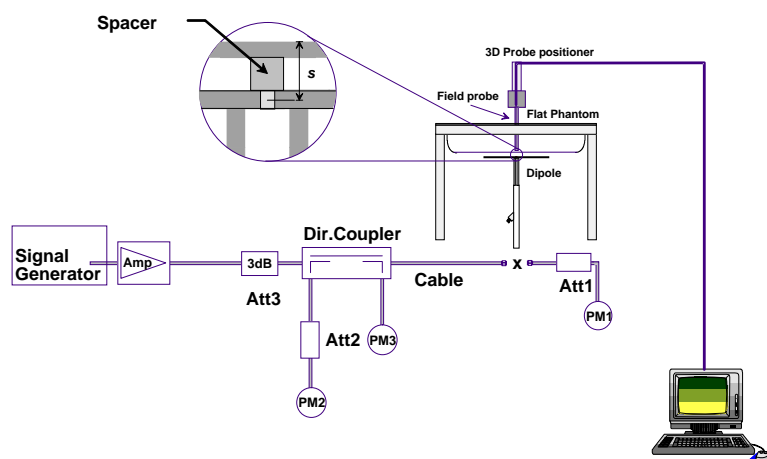 Spacer
s
3D Probe positioner
Field probe
Flat Phantom
Dipole
Signal
Generator
Amp
3dB
Att3
Dir.Coupler
Cable
x
Att1
PM1
Att2
PM3
PM2